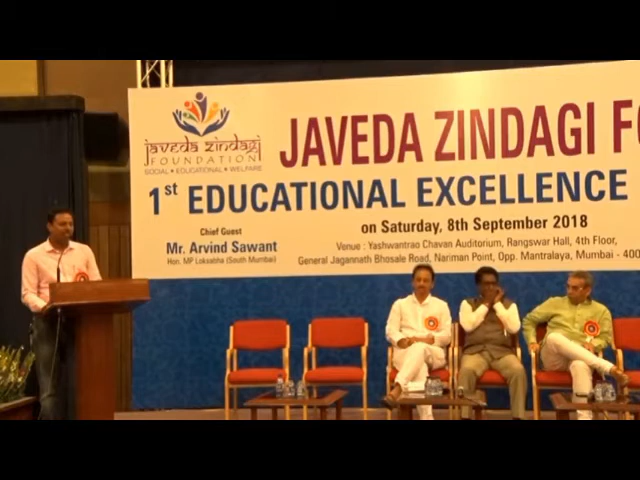 javeda zindagi
FOUNDATION
SOCIAL • EDUCATIONAL • WELFARE
JAVEDA ZINDAGI FO
1st EDUCATIONAL EXCELLENCE
on Saturday, 8th September 2018
Chief Guest
Mr. Arvind Sawant
Hon. MP Loksabha (South Mumbai)
Venue : Yashwantrao Chavan Auditorium, Rangswar Hall, 4th Floor,
General Jagannath Bhosale Road, Nariman Point, Opp. Mantralaya, Mumbai - 400